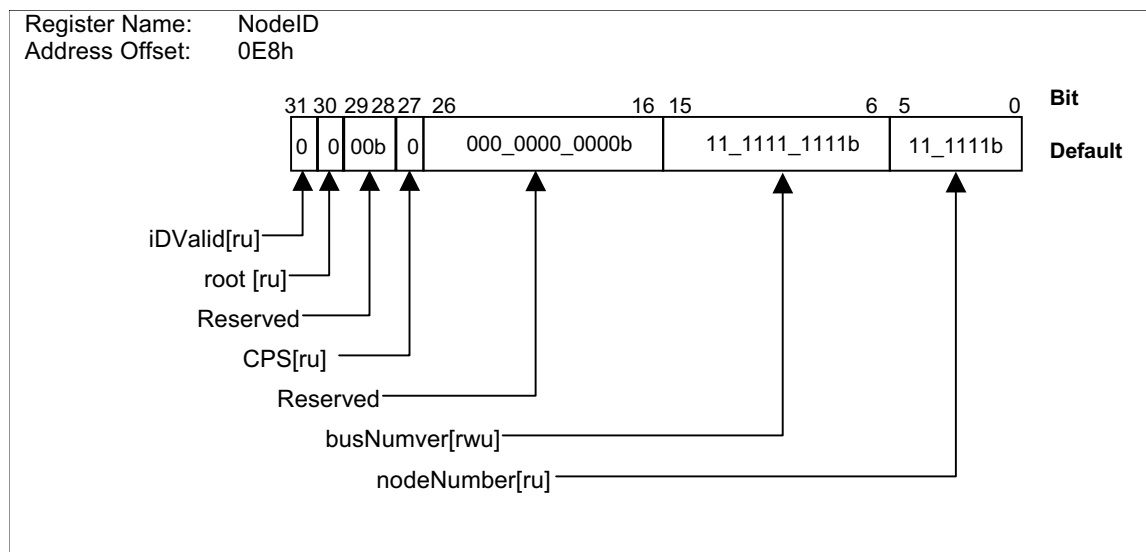 Register Name: NodeID
Address Offset: 0E8h
31 30 29 28 27 26 16 15 6 5 0 Bit
0 0 00b 0 000_0000_0000b 11_1111_1111b 11_1111b Default
iDValid[ru]
root [ru]
Reserved
CPS[ru]
Reserved
busNumver[rwu]
nodeNumber[ru]